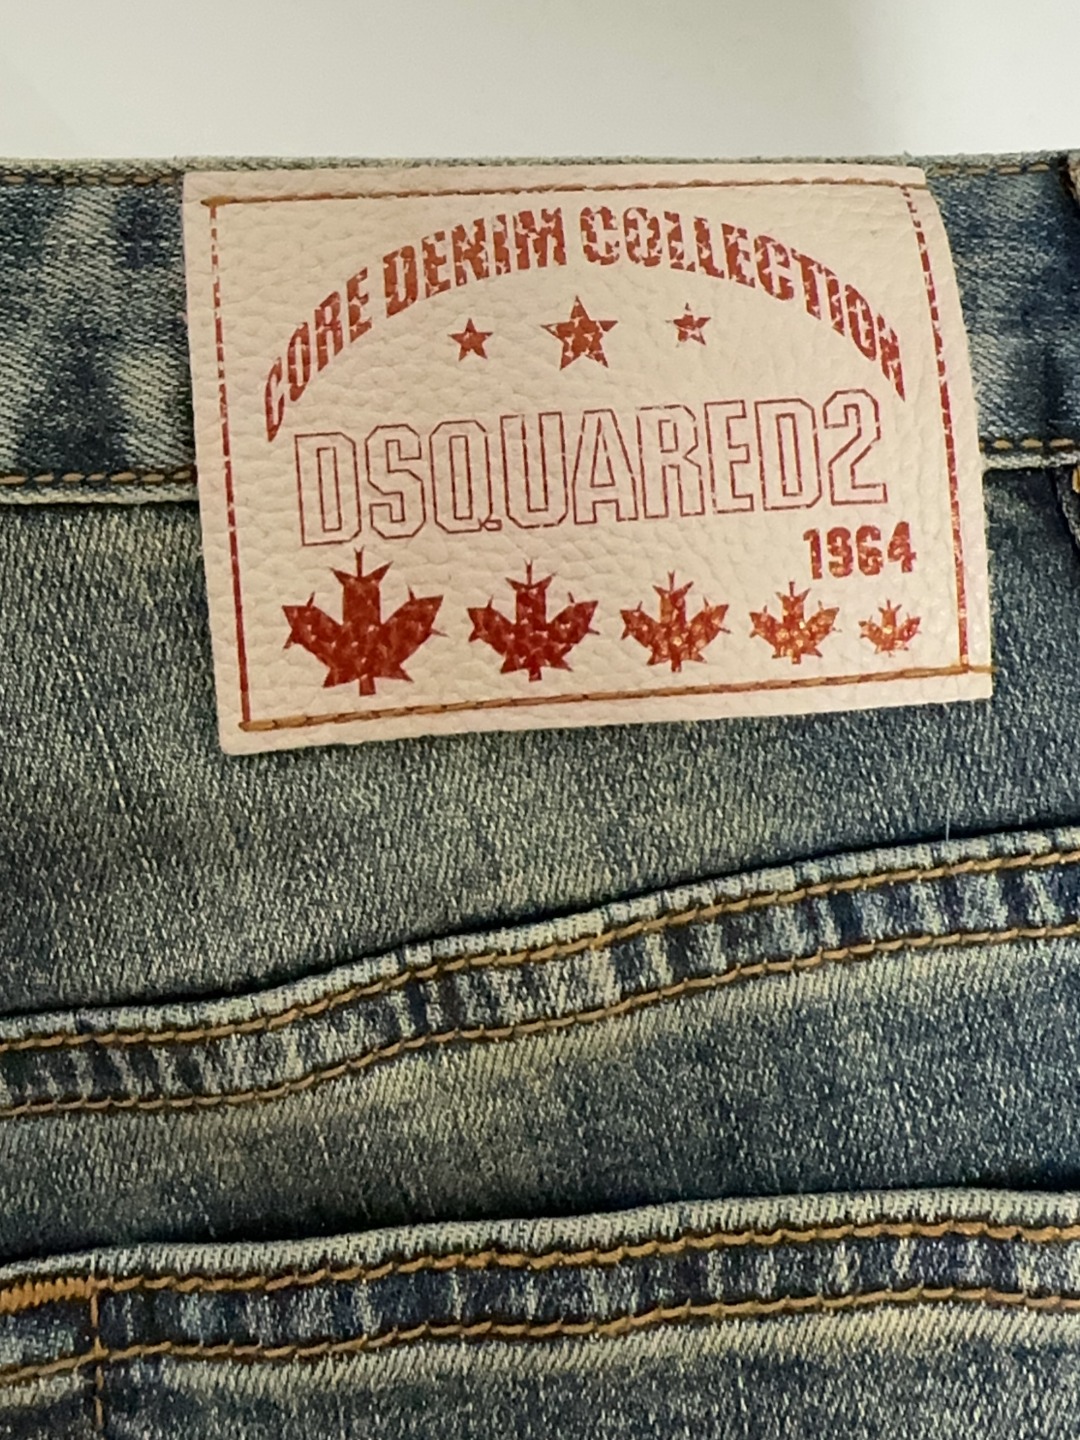 CORE DENIM COLLECTION
DSQUARED2
1964